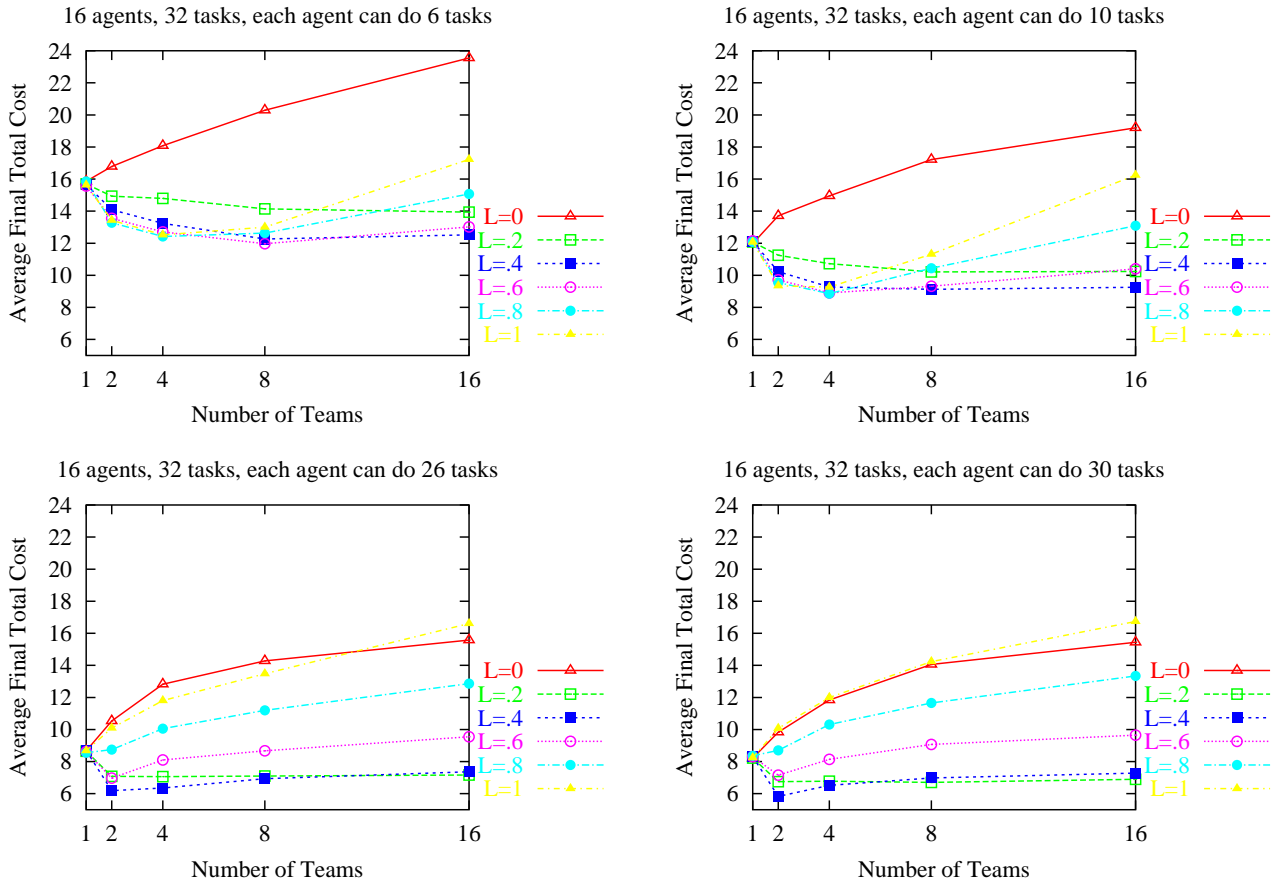 16 agents, 32 tasks, each agent can do 6 tasks
24
22
20
18
16
14
12
10
8
6
Average Final Total Cost
1 2 4 8 16
Number of Teams
L=0
L=.2
L=.4
L=.6
L=.8
L=1
16 agents, 32 tasks, each agent can do 10 tasks
24
22
20
18
16
14
12
10
8
6
Average Final Total Cost
1 2 4 8 16
Number of Teams
L=0
L=.2
L=.4
L=.6
L=.8
L=1
16 agents, 32 tasks, each agent can do 26 tasks
24
22
20
18
16
14
12
10
8
6
Average Final Total Cost
1 2 4 8 16
Number of Teams
L=0
L=.2
L=.4
L=.6
L=.8
L=1
16 agents, 32 tasks, each agent can do 30 tasks
24
22
20
18
16
14
12
10
8
6
Average Final Total Cost
1 2 4 8 16
Number of Teams
L=0
L=.2
L=.4
L=.6
L=.8
L=1